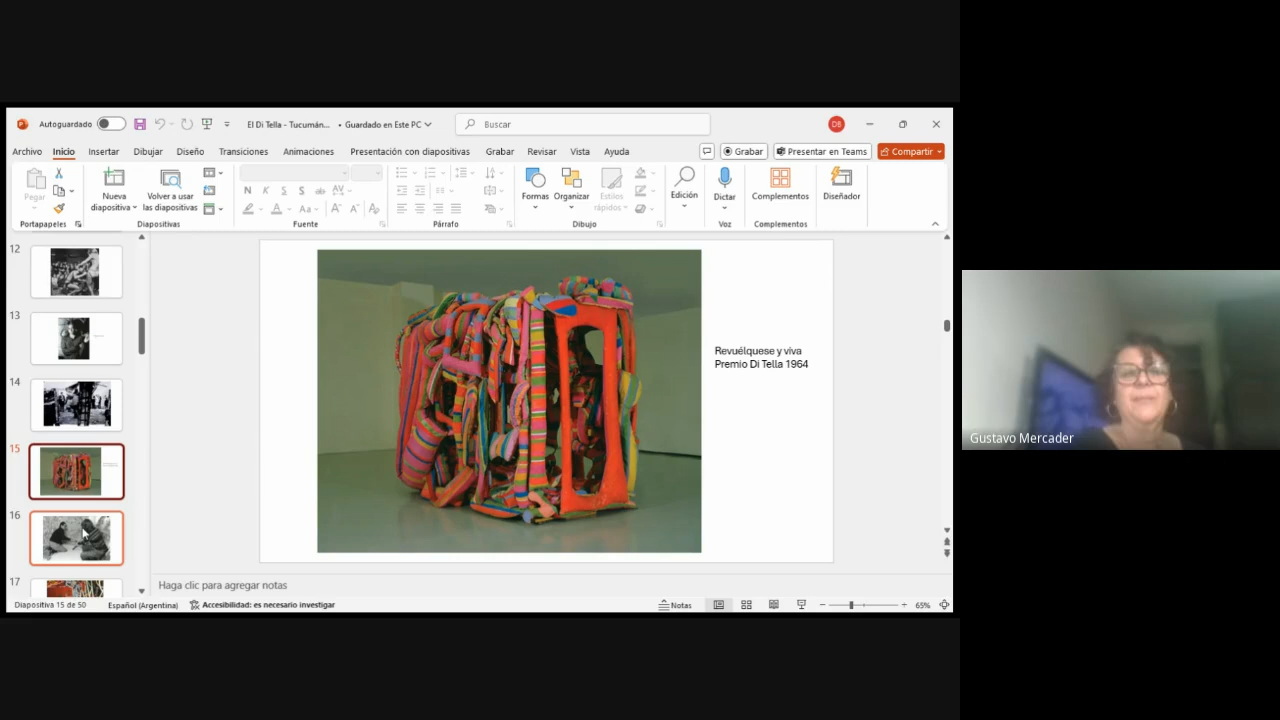 Autoguardado
El Di Tella - Tucumán... • Guardado en Este PC
Buscar
DB
Archivo Inicio Insertar Dibujar Diseño Transiciones Animaciones Presentación con diapositivas Grabar Revisar Vista Ayuda
Grabar
Presentar en Teams
Compartir
Pegar
Nueva diapositiva
Volver a usar las diapositivas
N K S S ab AV
Aa A A
Formas
Organizar
Estilos rápidos
Edición
Dictar
Complementos
Diseñador
Portapapeles
Diapositivas
Fuente
Párrafo
Dibujo
Voz
Complementos
12
13
14
15
16
17
Revuélquese y viva
Premio Di Tella 1964
Haga clic para agregar notas
Diapositiva 15 de 50
Español (Argentina)
Accesibilidad: es necesario investigar
Notas
65%
Gustavo Mercader